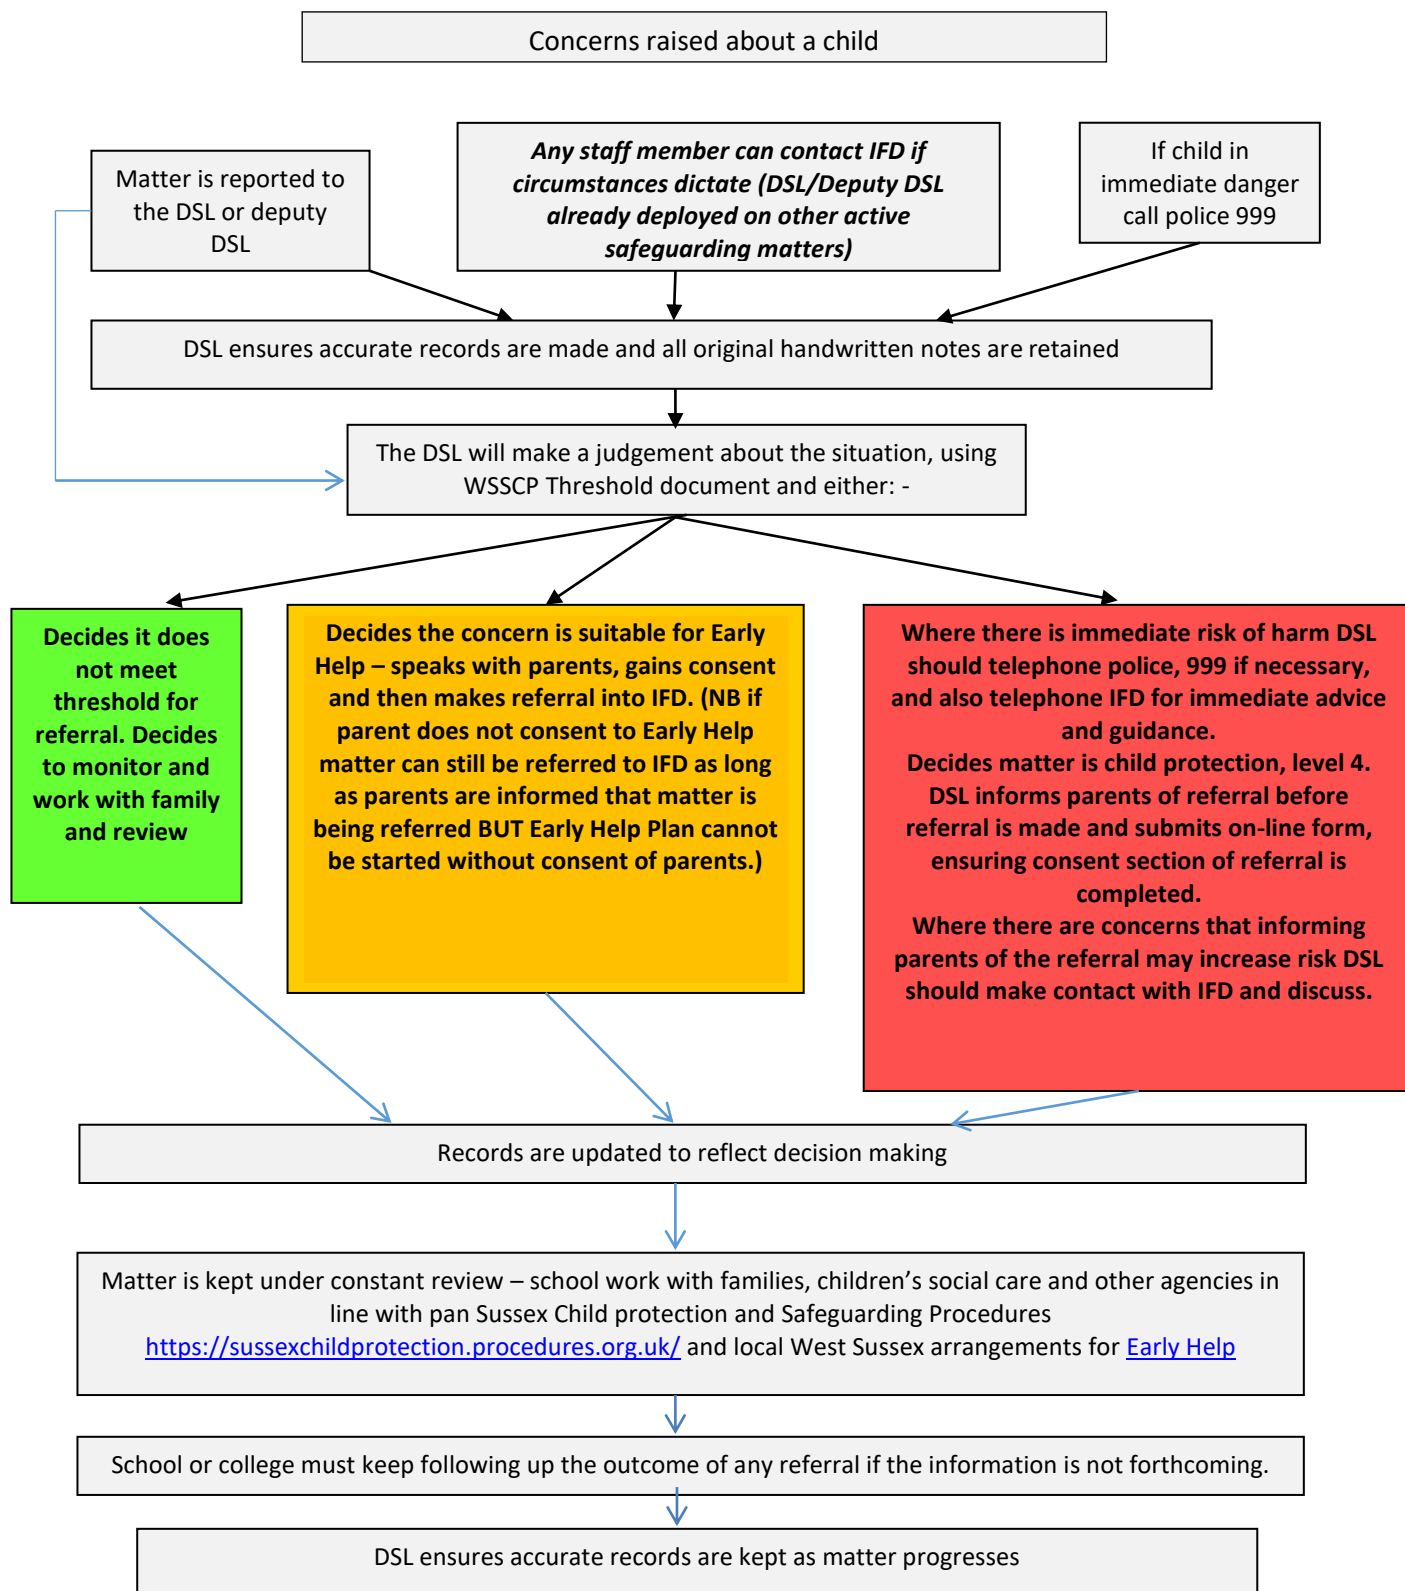 Concerns raised about a child
Matter is reported to
the DSL or deputy
DSL
Any staff member can contact IFD if
circumstances dictate (DSL/Deputy DSL
already deployed on other active
safeguarding matters)
If child in
immediate danger
call police 999
DSL ensures accurate records are made and all original handwritten notes are retained
The DSL will make a judgement about the situation, using
WSSCP Threshold document and either: -
Decides it does
not meet
threshold for
referral. Decides
to monitor and
work with family
and review
Decides the concern is suitable for Early
Help – speaks with parents, gains consent
and then makes referral into IFD. (NB if
parent does not consent to Early Help
matter can still be referred to IFD as long
as parents are informed that matter is
being referred BUT Early Help Plan cannot
be started without consent of parents.)
Where there is immediate risk of harm DSL
should telephone police, 999 if necessary,
and also telephone IFD for immediate advice
and guidance.
Decides matter is child protection, level 4.
DSL informs parents of referral before
referral is made and submits on-line form,
ensuring consent section of referral is
completed.
Where there are concerns that informing
parents of the referral may increase risk DSL
should make contact with IFD and discuss.
Records are updated to reflect decision making
Matter is kept under constant review – school work with families, children’s social care and other agencies in
line with pan Sussex Child protection and Safeguarding Procedures
https://sussexchildprotection.procedures.org.uk/ and local West Sussex arrangements for Early Help
School or college must keep following up the outcome of any referral if the information is not forthcoming.
DSL ensures accurate records are kept as matter progresses